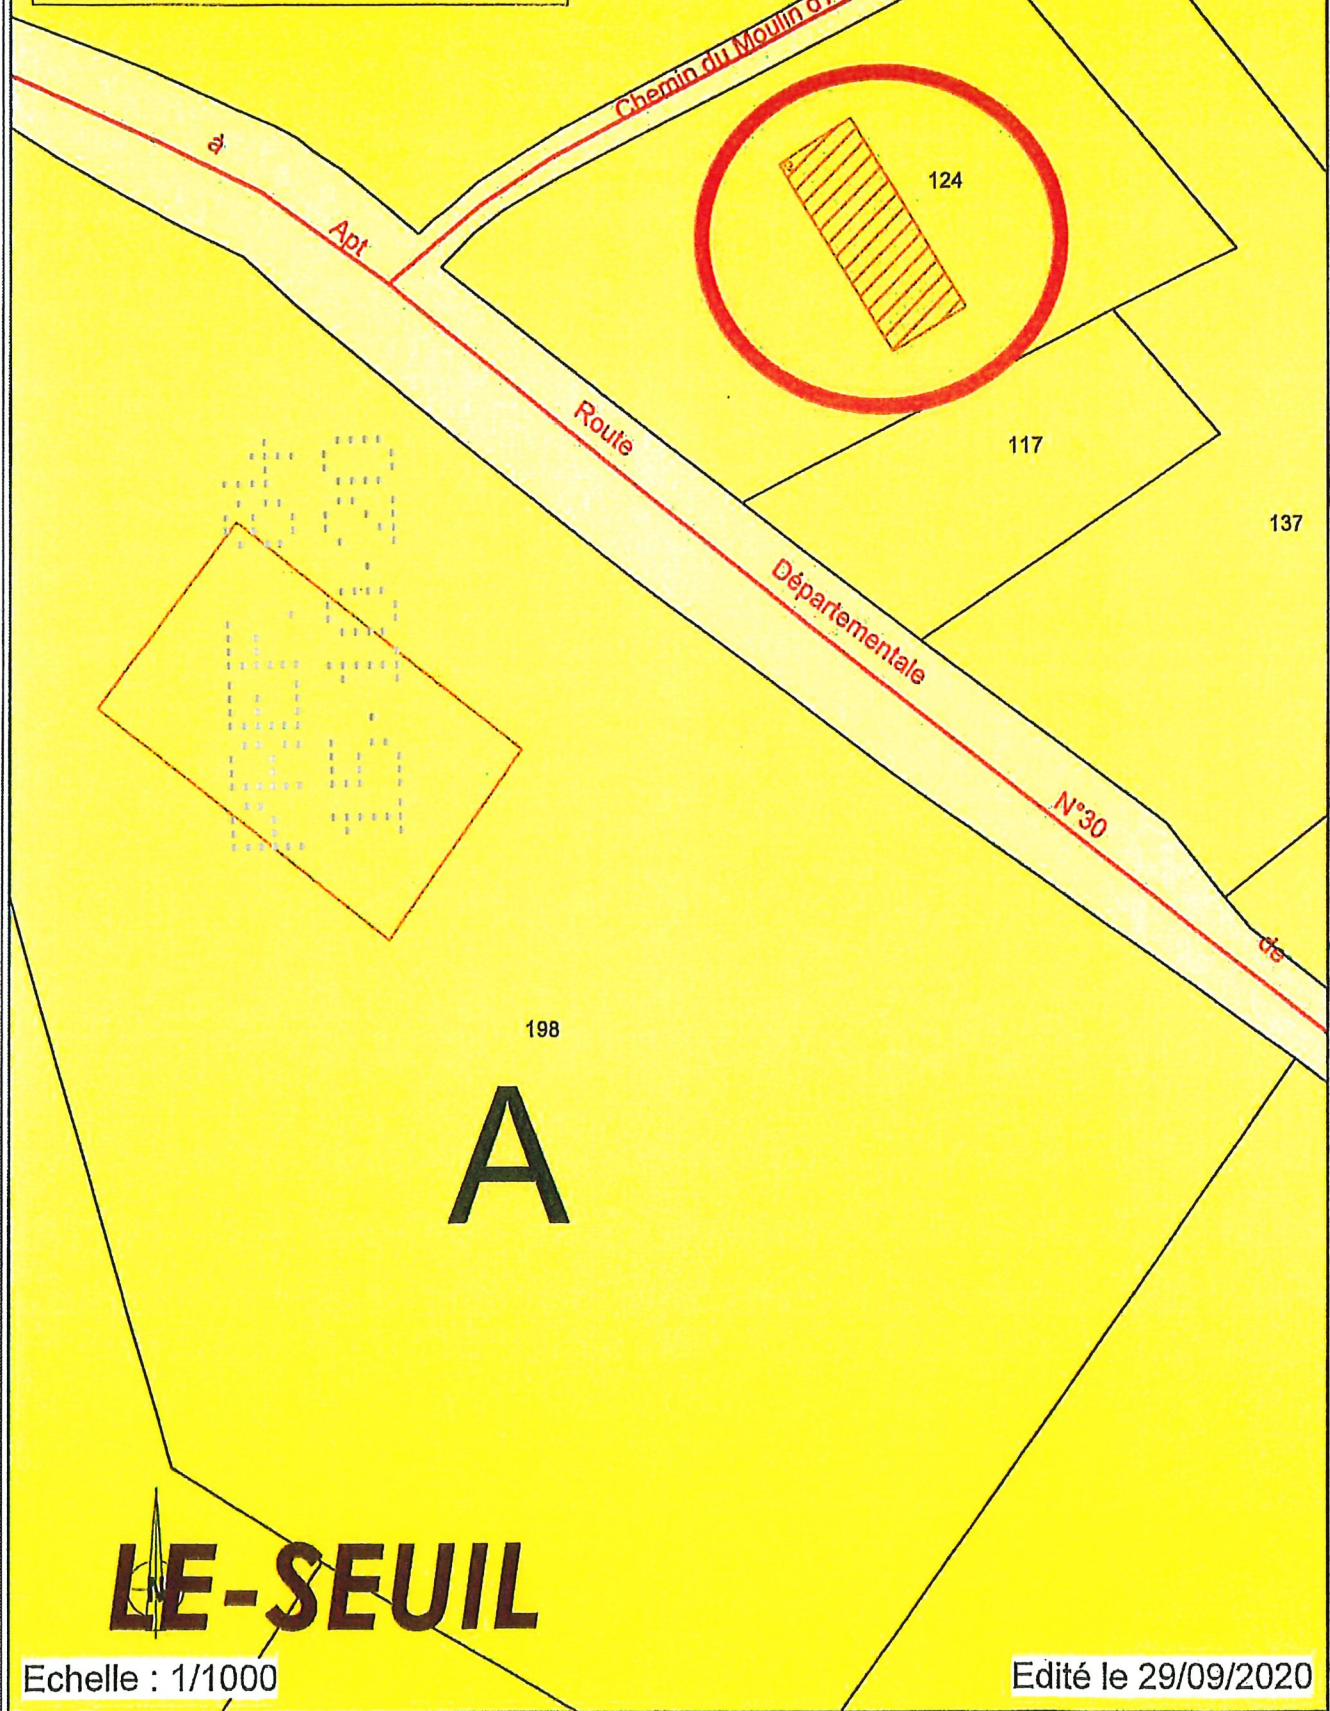 Chemin du Moulin d'
à
Apt
124
Route
117
137
Départementale
N°30
de
198
A
LE-SEUIL
N
Echelle : 1/1000
Edité le 29/09/2020